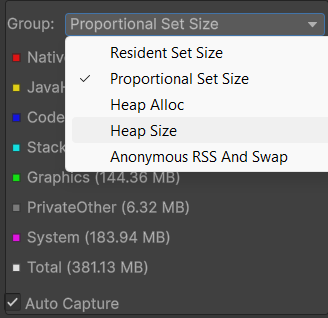 Group: Proportional Set Size
Resident Set Size
Proportional Set Size
Heap Alloc
Heap Size
Anonymous RSS And Swap
Graphics (144.36 MB)
PrivateOther (6.32 MB)
System (183.94 MB)
Total (381.13 MB)
Auto Capture